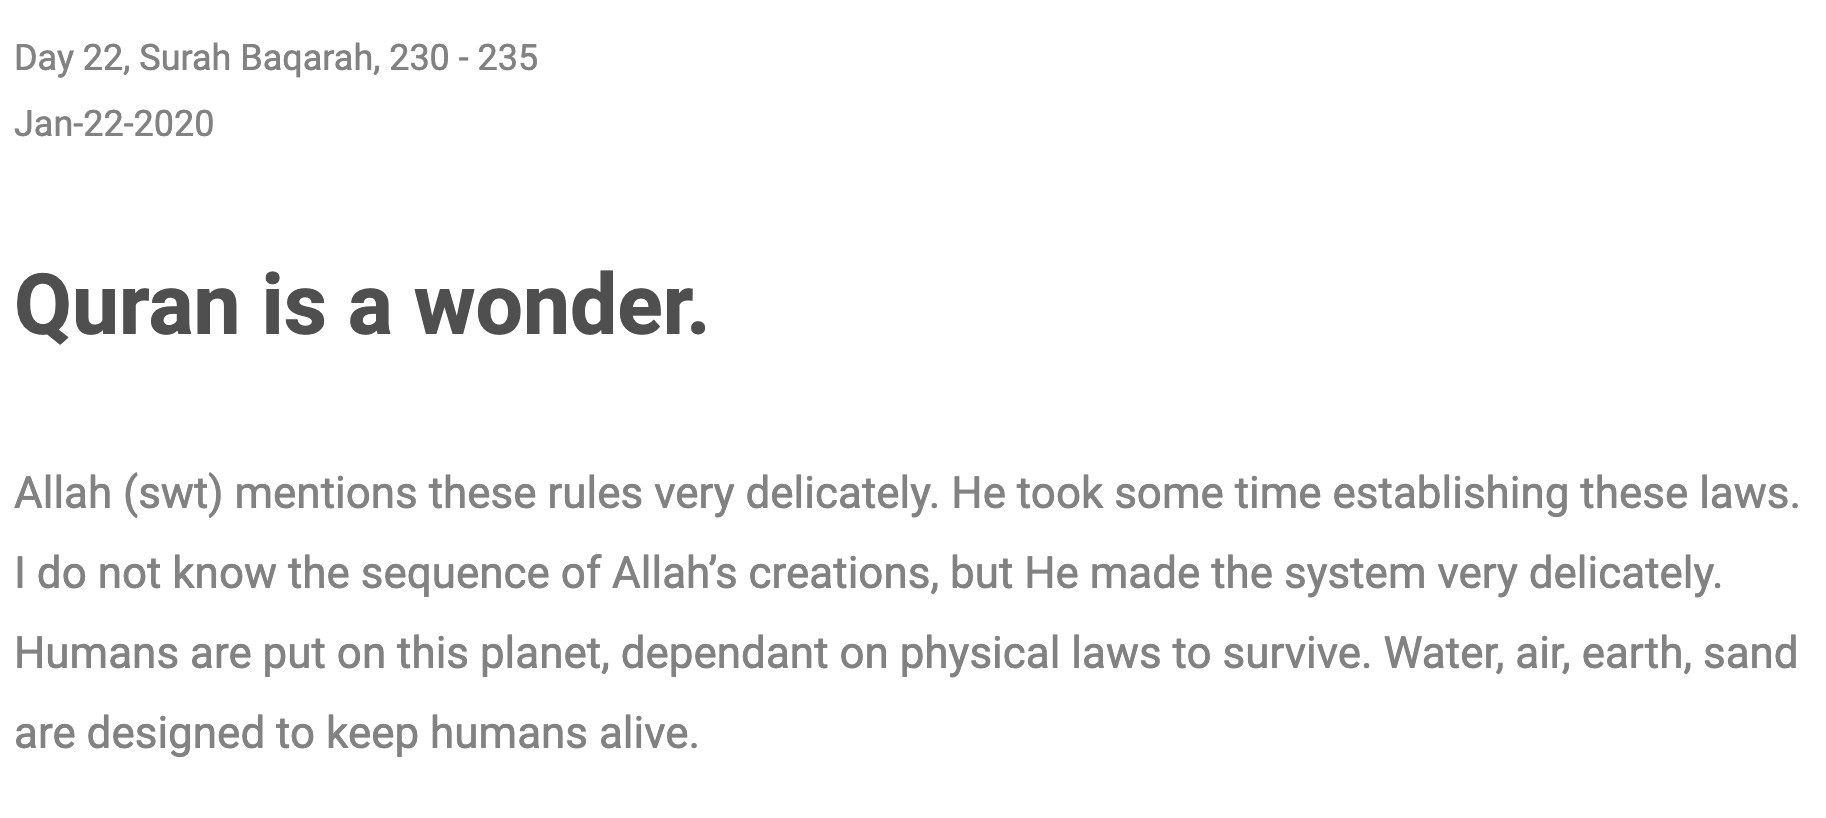 Day 22, Surah Baqarah, 230 - 235
Jan-22-2020
Quran is a wonder.
Allah (swt) mentions these rules very delicately. He took some time establishing these laws.
I do not know the sequence of Allah’s creations, but He made the system very delicately.
Humans are put on this planet, dependant on physical laws to survive. Water, air, earth, sand
are designed to keep humans alive.